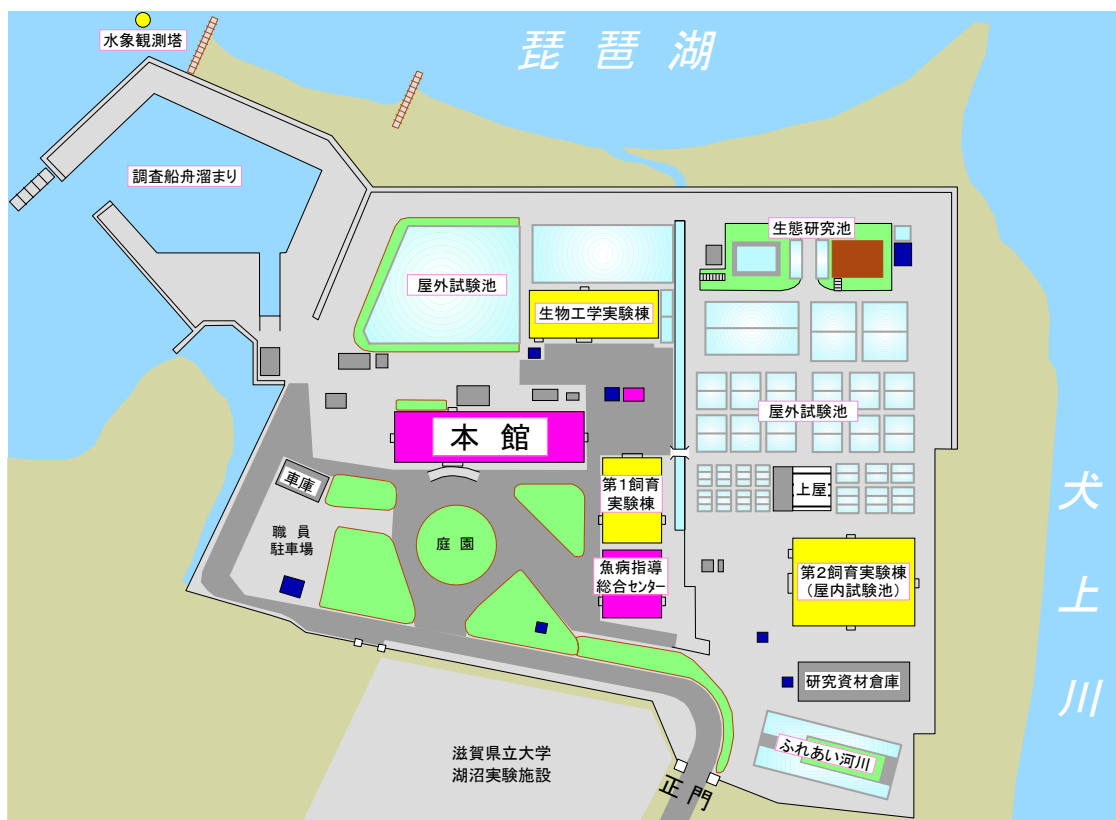 琵琶湖
水象観測塔
調査船舟溜まり
生態研究池
屋外試験池
生物工学実験棟
屋外試験池
本館
第1飼育
実験棟
上屋
車庫
職員
駐車場
庭園
魚病指導
総合センター
第2飼育実験棟
(屋内試験池)
犬上川
研究資材倉庫
ふれあい河川
滋賀県立大学
湖沼実験施設
正門